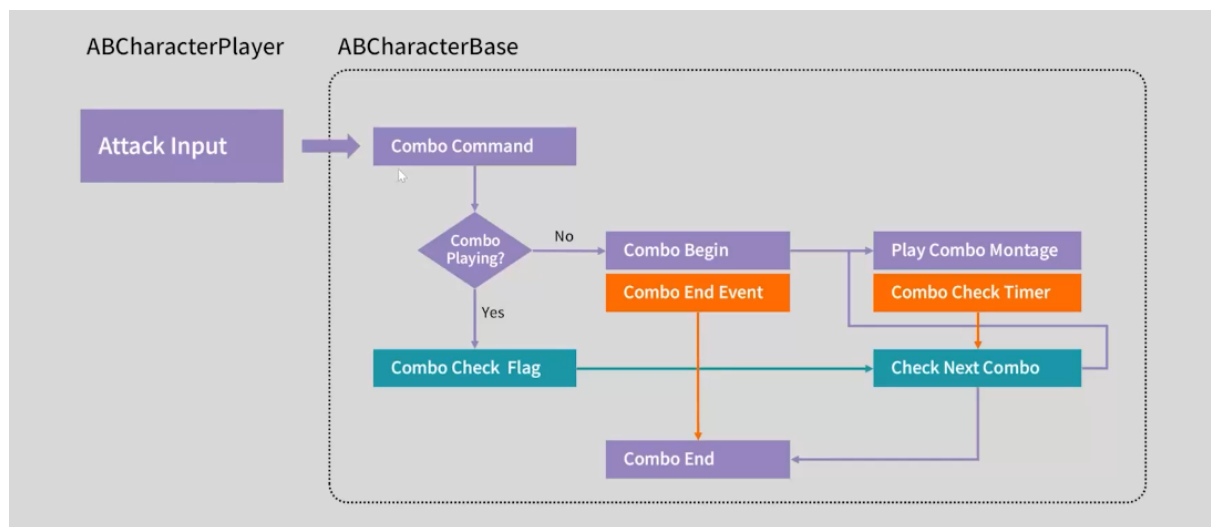 ABCharacterPlayer
ABCharacterBase
Attack Input
Combo Command
Combo
Playing?
No
Combo Begin
Play Combo Montage
Combo End Event
Combo Check Timer
Yes
Combo Check Flag
Check Next Combo
Combo End